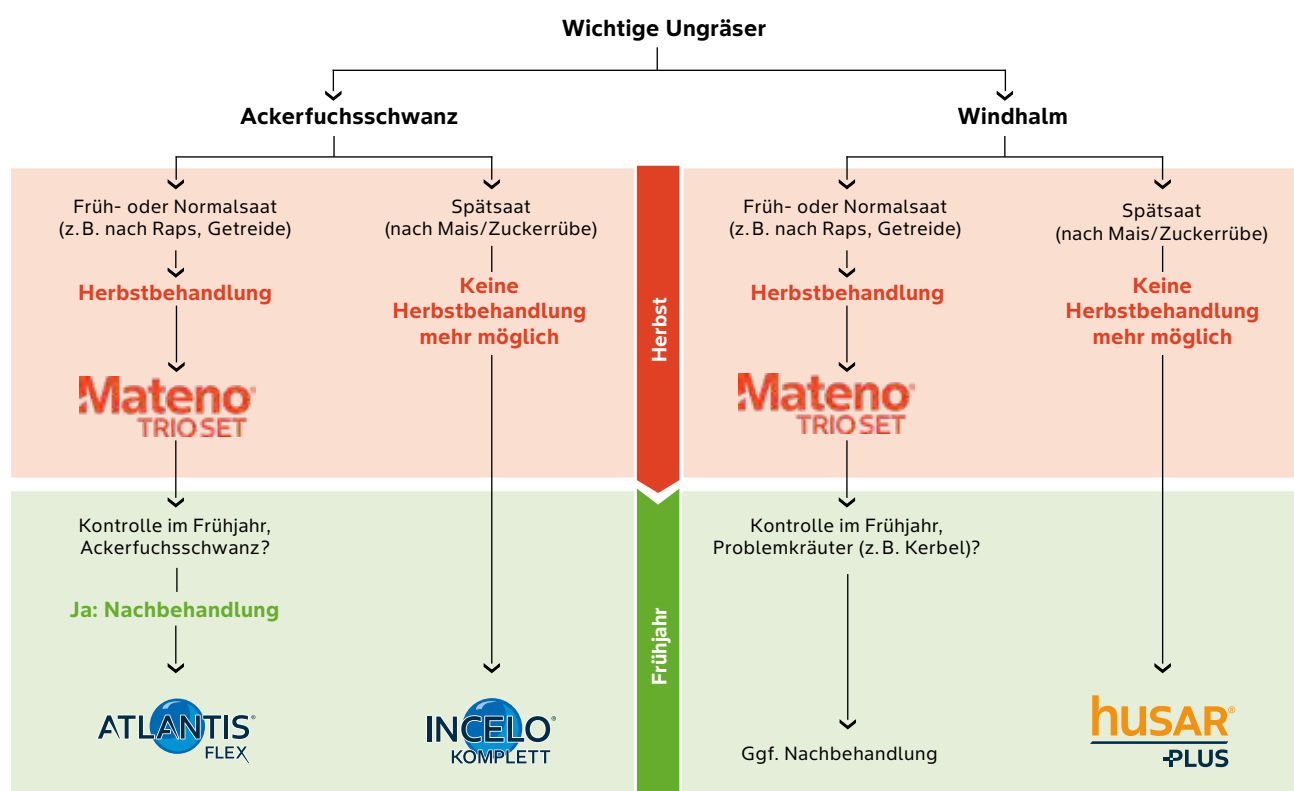 Wichtige Ungräser
Ackerfuchsschwanz
Windhalm
Früh- oder Normalsaat
(z. B. nach Raps, Getreide)
Herbstbehandlung
Mateno®
TRIO SET
Spätsaat
(nach Mais/Zuckerrübe)
Keine
Herbstbehandlung
mehr möglich
Herbst
Früh- oder Normalsaat
(z. B. nach Raps, Getreide)
Herbstbehandlung
Mateno®
TRIO SET
Spätsaat
(nach Mais/Zuckerrübe)
Keine
Herbstbehandlung
mehr möglich
Kontrolle im Frühjahr,
Ackerfuchsschwanz?
Ja: Nachbehandlung
ATLANTIS®
FLEX
INCELO®
KOMPLETT
Frühjahr
Kontrolle im Frühjahr,
Problemkräuter (z. B. Kerbel)?
Ggf. Nachbehandlung
husar®
PLUS